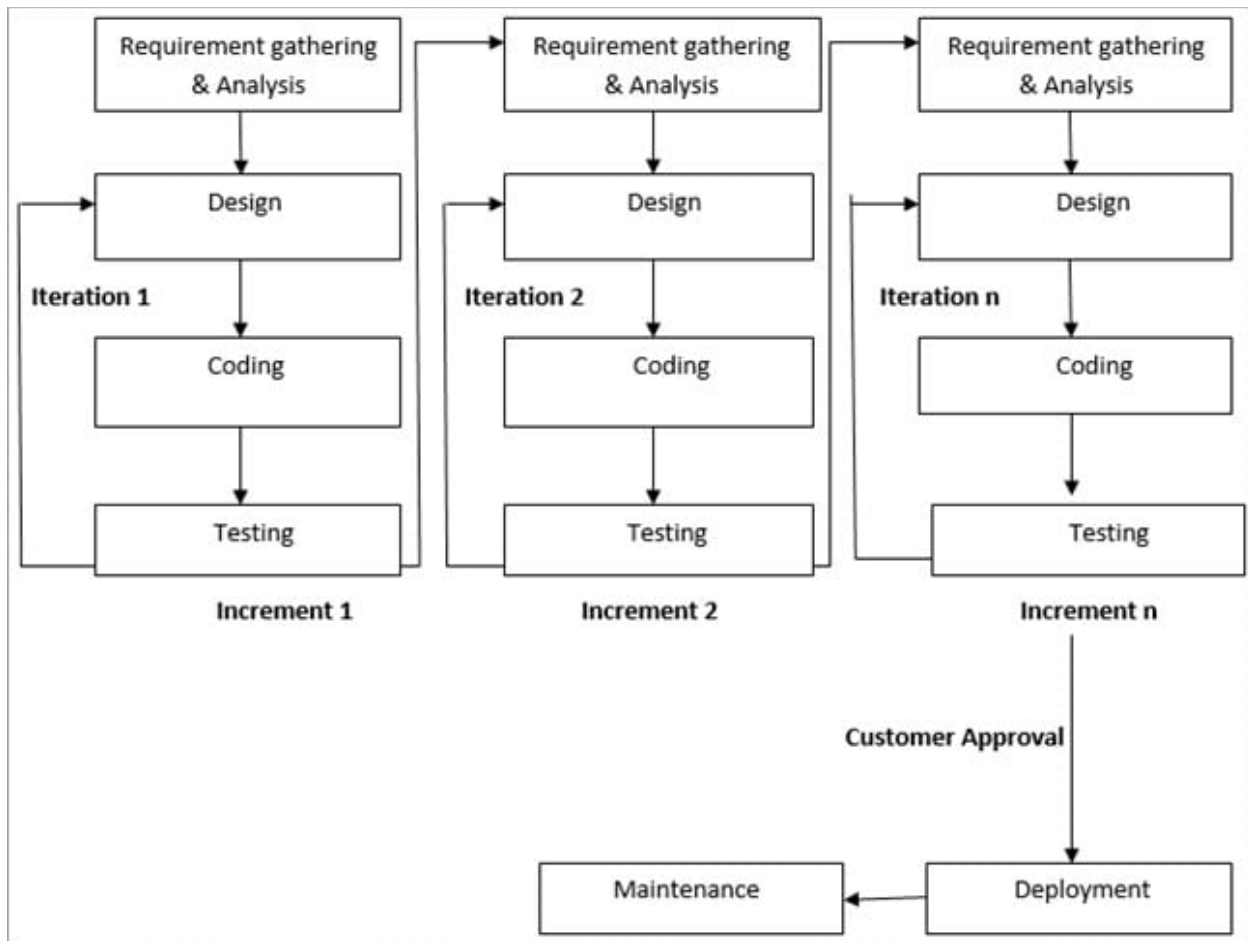 Requirement gathering
& Analysis
Requirement gathering
& Analysis
Requirement gathering
& Analysis
Design
Design
Design
Iteration 1
Iteration 2
Iteration n
Coding
Coding
Coding
Testing
Testing
Testing
Increment 1
Increment 2
Increment n
Customer Approval
Maintenance
Deployment